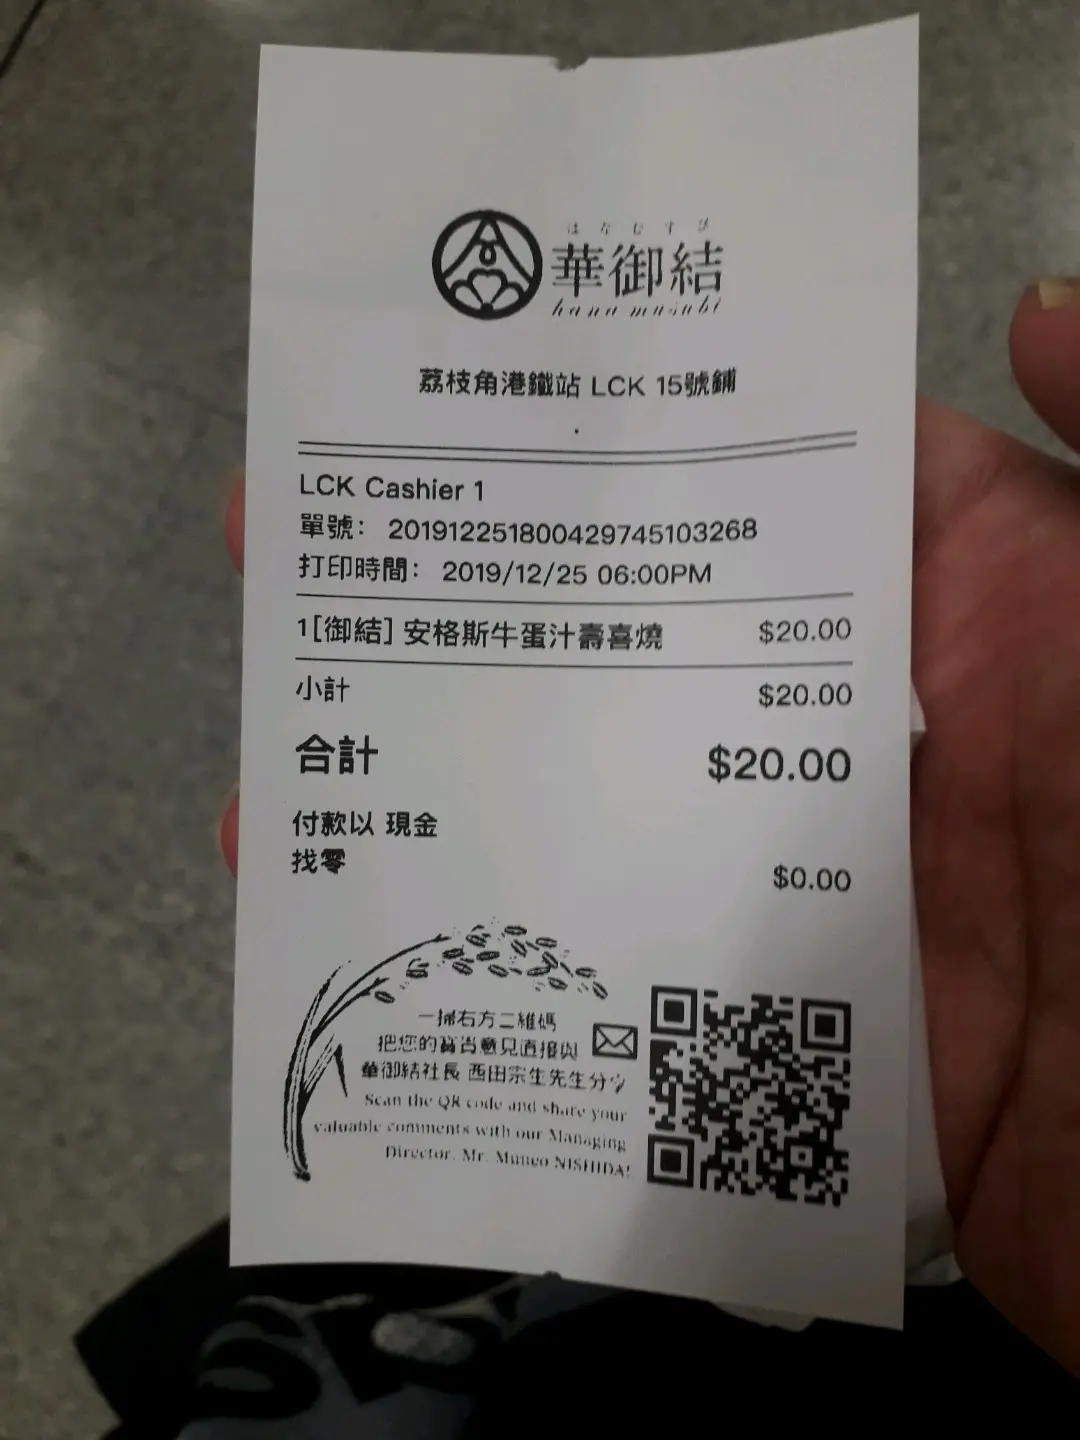 はなむすび
華御結
hana musubi
荔枝角港鐵站 LCK 15號鋪
.
LCK Cashier 1
單號： 201912251800429745103268
打印時間： 2019/12/25 06:00PM
1[御結] 安格斯牛蛋汁壽喜燒 $20.00
小計 $20.00
合計 $20.00
付款以 現金
找零 $0.00
一掃右方二維碼
把您的寶貴意見直接與
華御結社長 西田宗生先生分享
Scan the QR code and share your
valuable comments with our Managing
Director, Mr. Muneo NISHIDA!